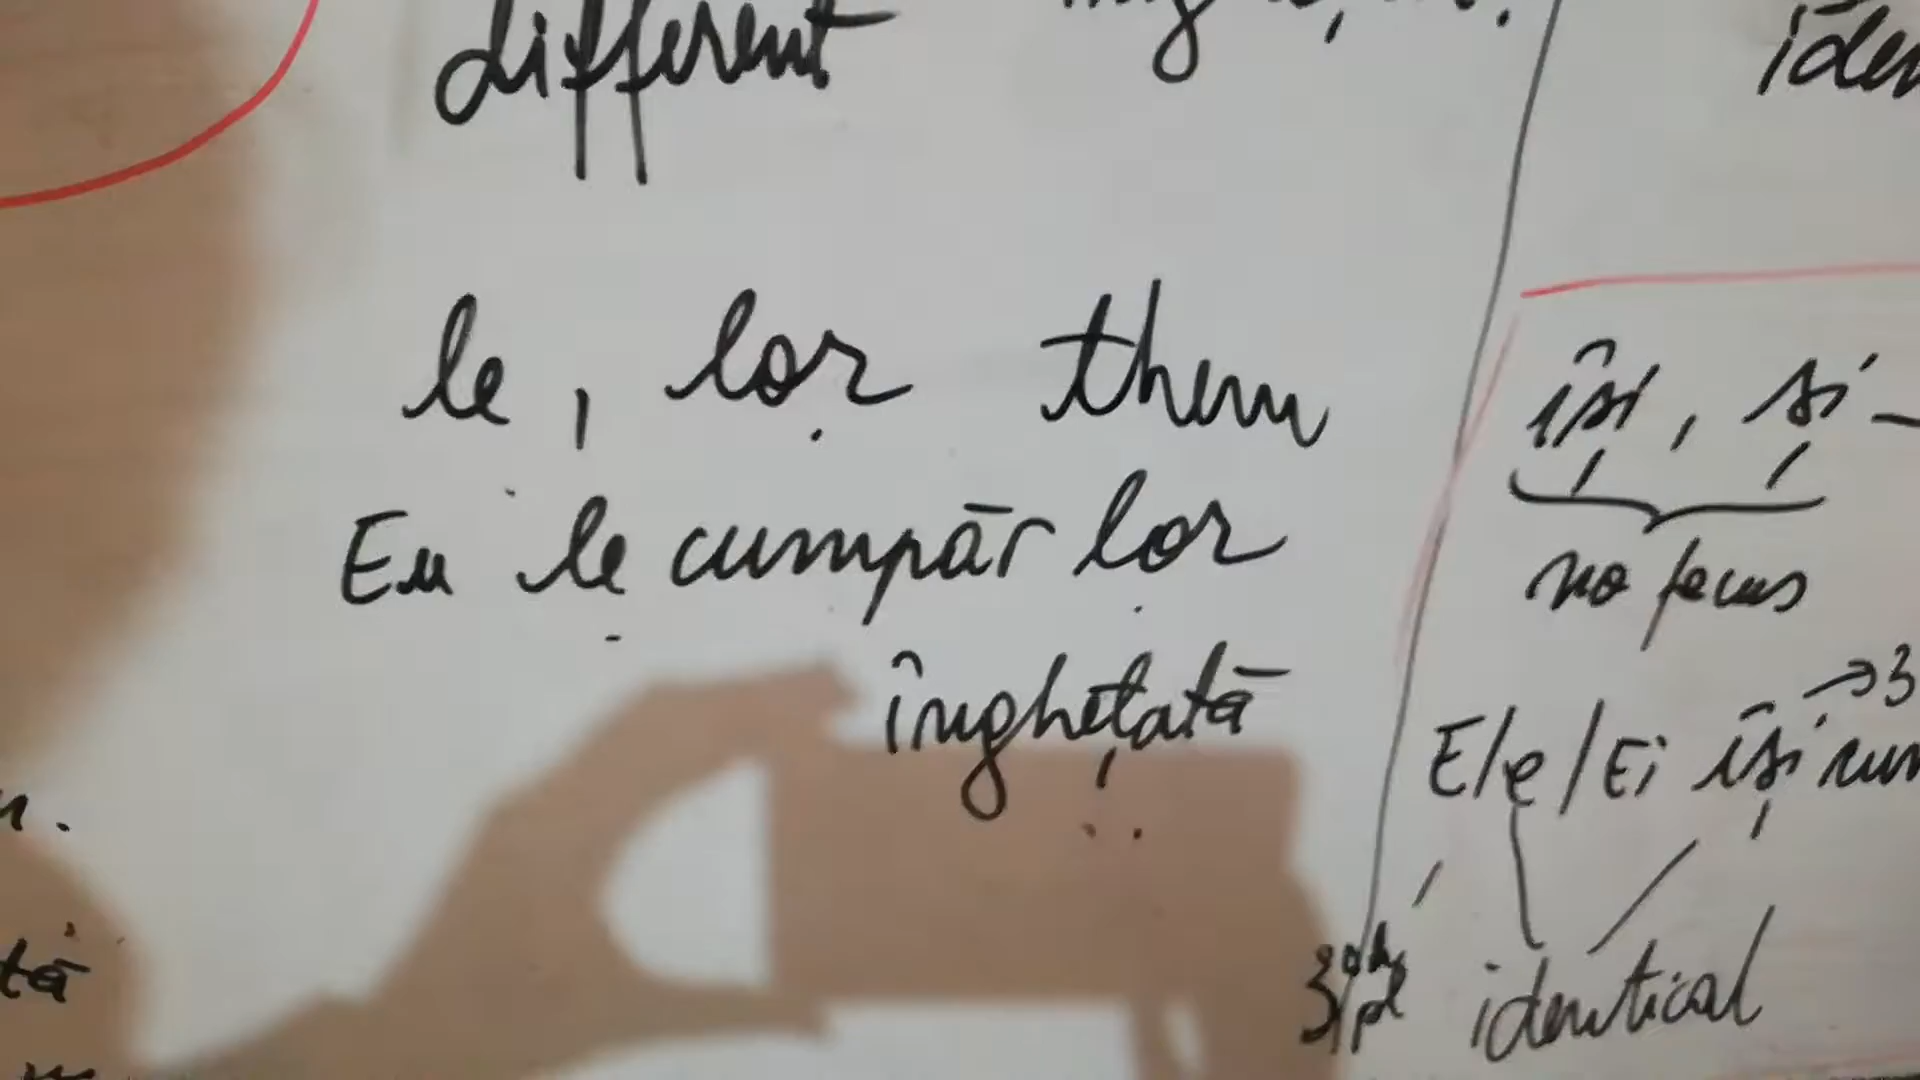 different
le, lor them
Eu le cumpăr lor
înghețată
își, și-
no focus
Ele/Ei își
3rd pl
identical